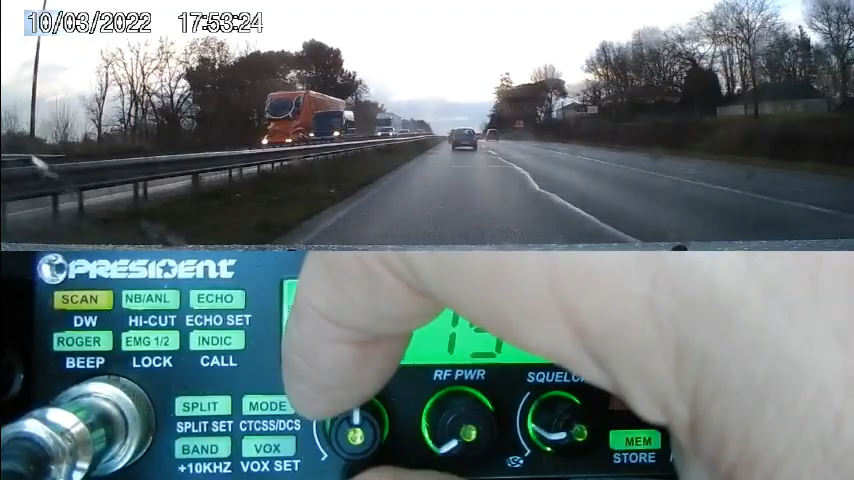 10/03/2022 17:53:24
PRESIDENT
SCAN NB/ANL ECHO
DW HI-CUT ECHO SET
ROGER EMG 1/2 INDIC
BEEP LOCK CALL
RF PWR SQUELCH
SPLIT MODE
SPLIT SET CTCSS/DCS
BAND VOX
+10KHz VOX SET
MEM
STORE